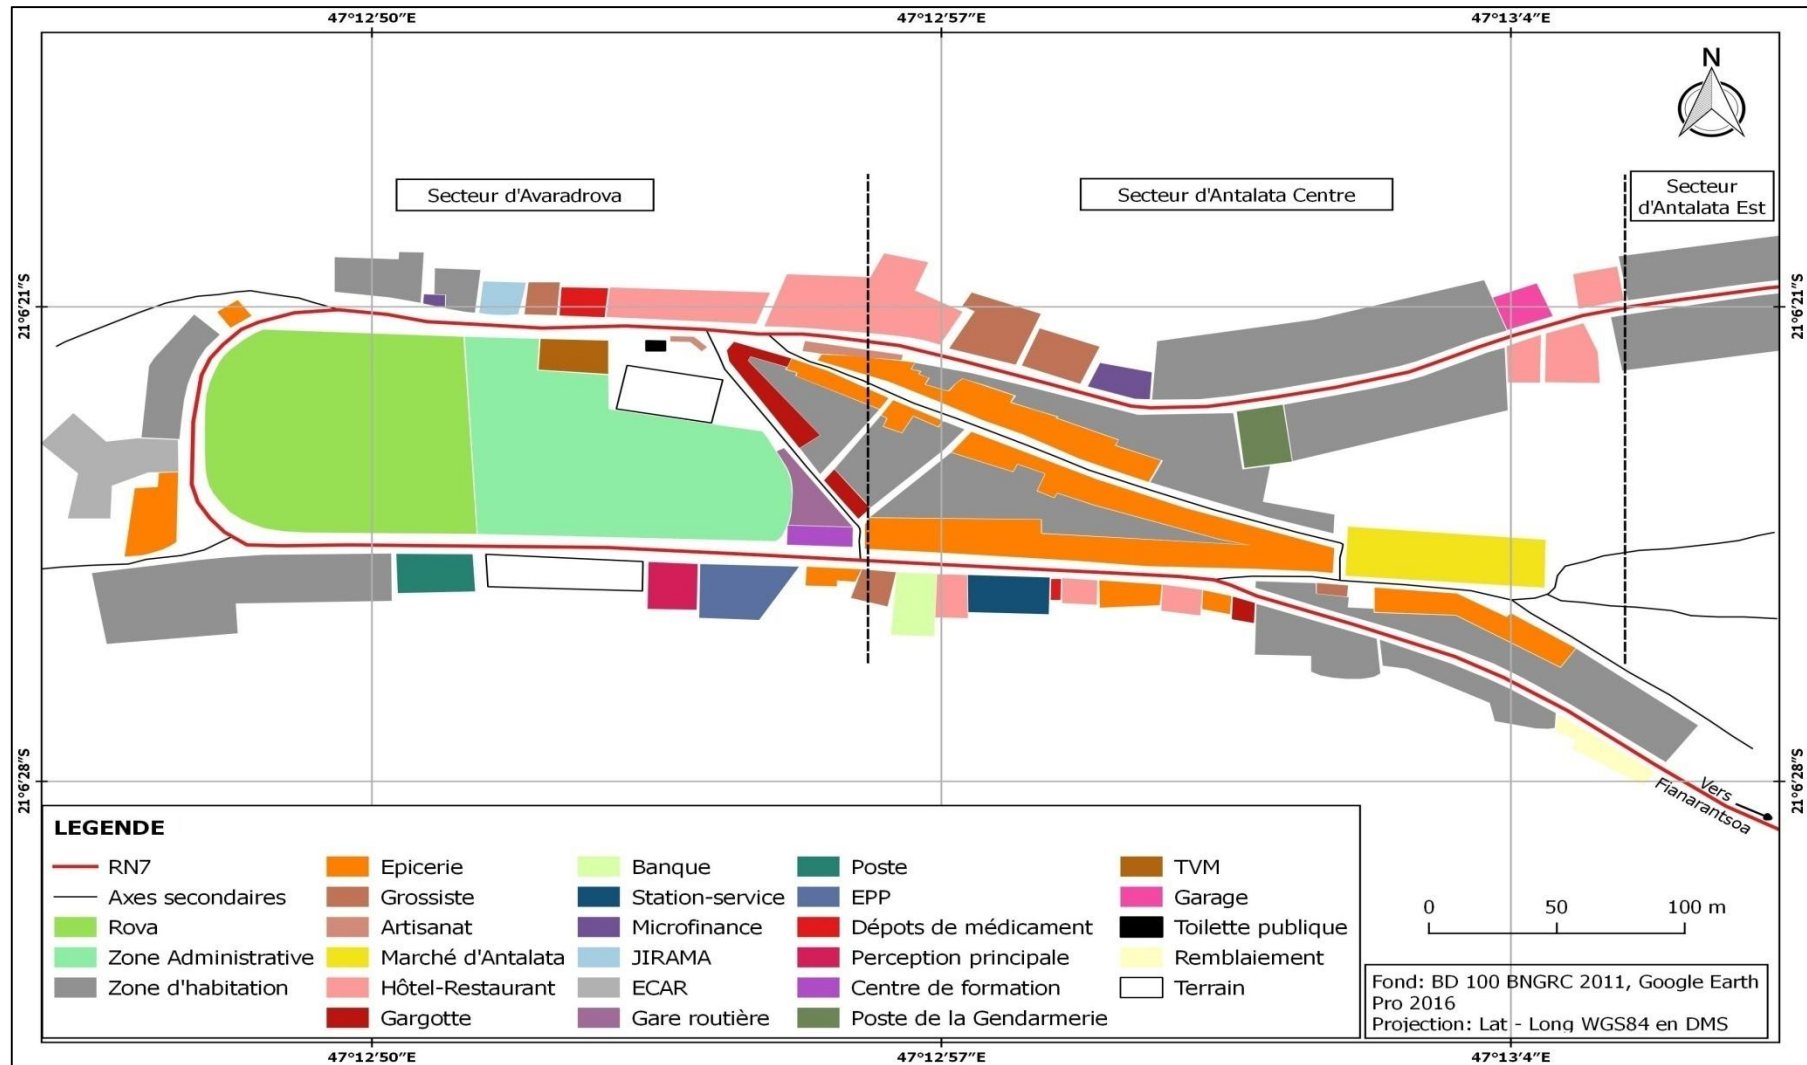 47°12′50″E
47°12′57″E
47°13′4″E
N
Secteur d'Avaradrova
Secteur d'Antalata Centre
Secteur
d'Antalata Est
21°6′21″S
21°6′21″S
21°6′28″S
21°6′28″S
Vers
Fianarantsoa
LEGENDE
RN7
Axes secondaires
Rova
Zone Administrative
Zone d'habitation
Epicerie
Grossiste
Artisanat
Marché d'Antalata
Hôtel-Restaurant
Gargotte
Banque
Station-service
Microfinance
JIRAMA
ECAR
Gare routière
Poste
EPP
Dépots de médicament
Perception principale
Centre de formation
Poste de la Gendarmerie
TVM
Garage
Toilette publique
Remblaiement
Terrain
0 50 100 m
Fond: BD 100 BNGRC 2011, Google Earth
Pro 2016
Projection: Lat - Long WGS84 en DMS
47°12′50″E
47°12′57″E
47°13′4″E